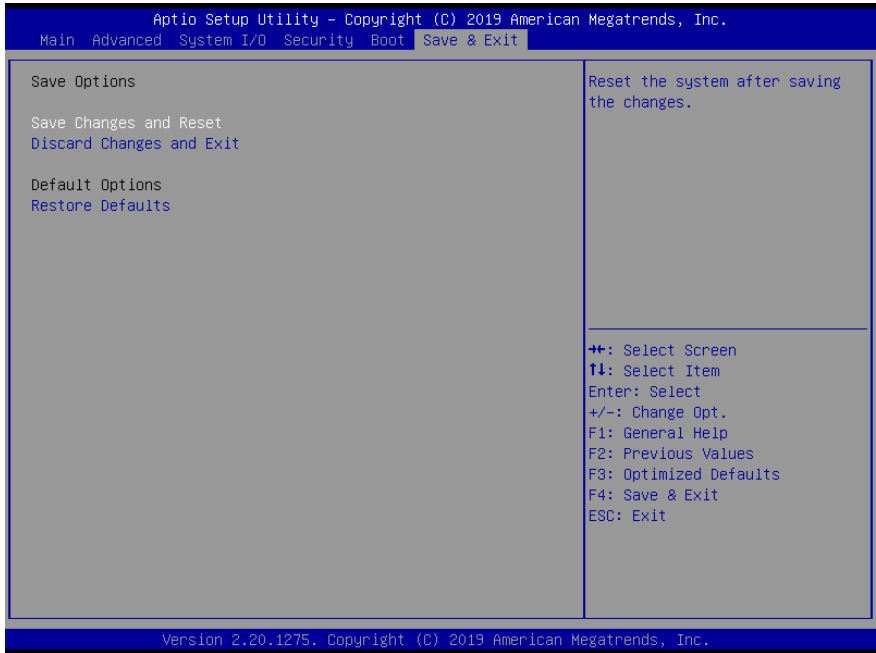 Aptio Setup Utility – Copyright (C) 2019 American Megatrends, Inc.
Main Advanced System I/O Security Boot Save & Exit
Save Options
Save Changes and Reset
Discard Changes and Exit
Default Options
Restore Defaults
Reset the system after saving
the changes.
→←: Select Screen
↑↓: Select Item
Enter: Select
+/-: Change Opt.
F1: General Help
F2: Previous Values
F3: Optimized Defaults
F4: Save & Exit
ESC: Exit
Version 2.20.1275. Copyright (C) 2019 American Megatrends, Inc.